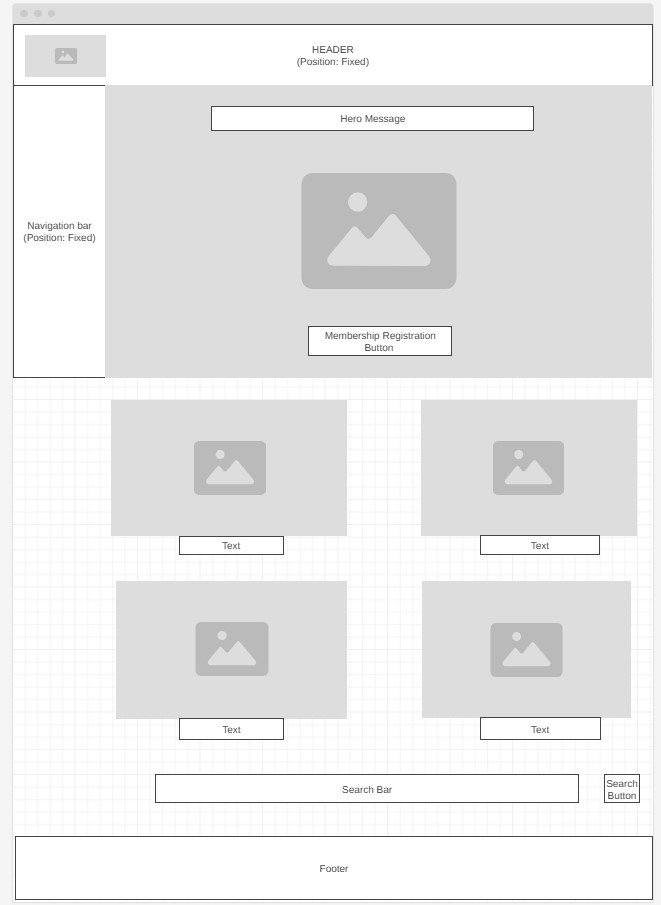 HEADER
(Position: Fixed)
Hero Message
Navigation bar
(Position: Fixed)
Membership Registration
Button
Text
Text
Text
Text
Search Bar
Search
Button
Footer